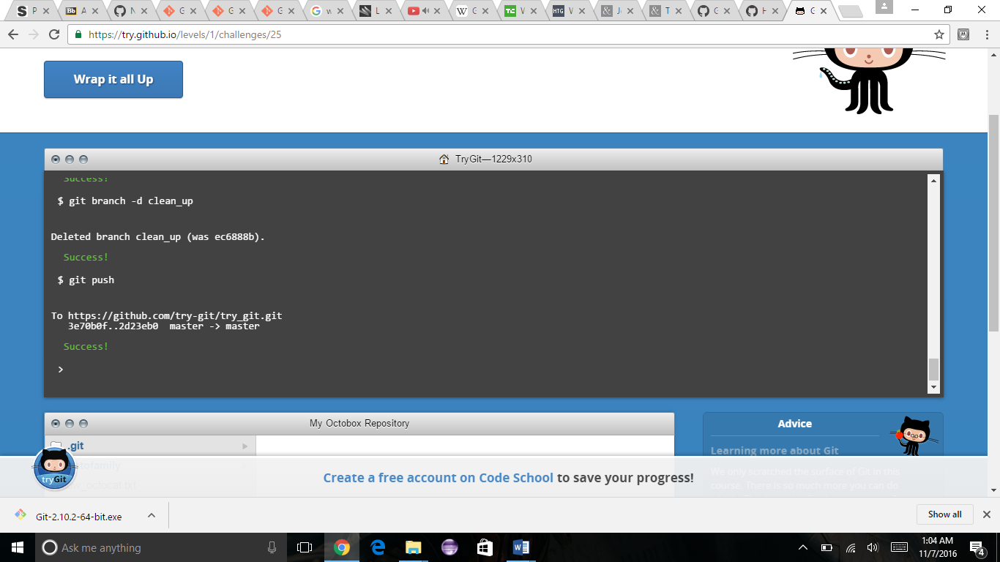 P
Bb A
N
G
G
G
G w
L
W G
TC V
HTG W
& J
& T
C
H
G
https://try.github.io/levels/1/challenges/25
Wrap it all Up
TryGit—1229x310
Success!
$ git branch -d clean_up
Deleted branch clean_up (was ec6888b).
Success!
$ git push
To https://github.com/try-git/try_git.git
3e70b0f..2d23eb0 master -> master
Success!
>
My Octobox Repository
.git
Advice
Learning more about Git
We only scratched the surface of Git in this
course. There is so much more you can do
tryGit
Create a free account on Code School to save your progress!
Git-2.10.2-64-bit.exe
Show all
Ask me anything
1:04 AM
11/7/2016
4